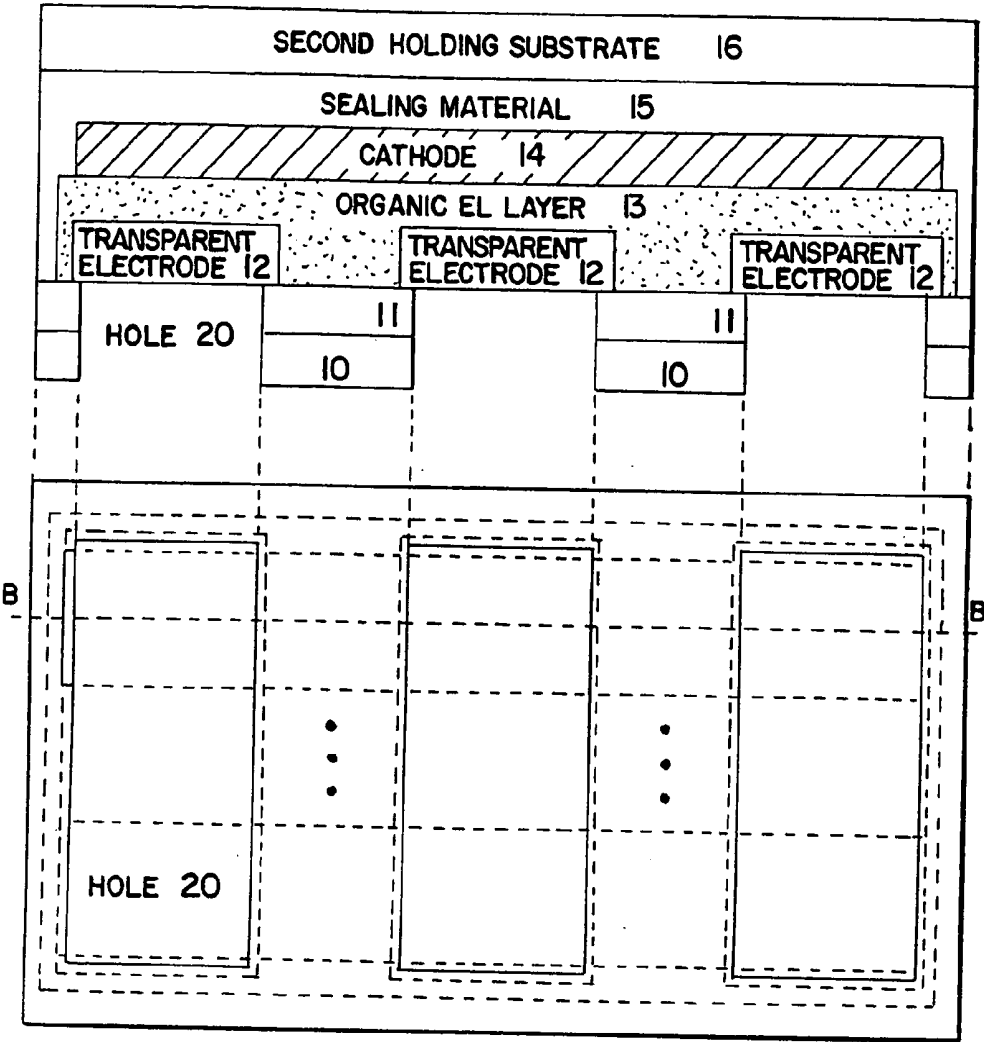 SECOND HOLDING SUBSTRATE 16
SEALING MATERIAL 15
CATHODE 14
ORGANIC EL LAYER 13
TRANSPARENT
ELECTRODE 12
TRANSPARENT
ELECTRODE 12
TRANSPARENT
ELECTRODE 12
HOLE 20
11
11
10
10
B
B
HOLE 20